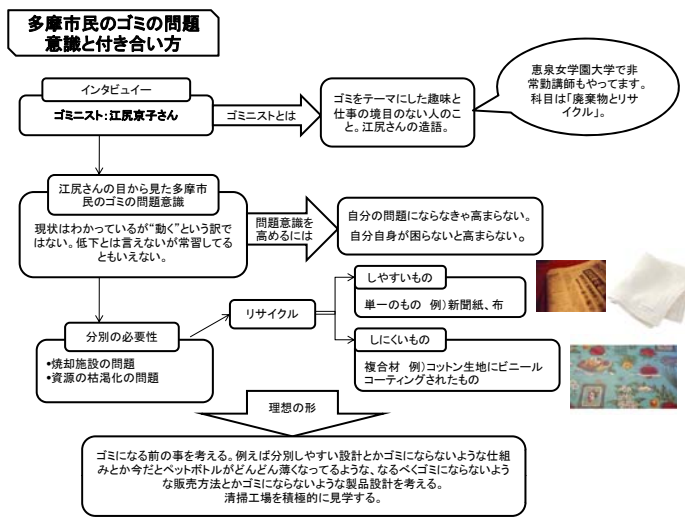 多摩市民のゴミの問題
意識と付き合い方
インタビュイー
ゴミニスト:江尻京子さん
ゴミニストとは
ゴミをテーマにした趣味と
仕事の境目のない人のこ
と。江尻さんの造語。
恵泉女学園大学で非
常勤講師もやってます。
科目は「廃棄物とリサ
イクル」。
江尻さんの目から見た多摩市
民のゴミの問題意識
現状はわかっているが“動く”という訳で
はない。低下とは言えないが常習してる
ともいえない。
問題意識を
高めるには
自分の問題にならなきゃ高まらない。
自分自身が困らないと高まらない。
分別の必要性
•焼却施設の問題
•資源の枯渇化の問題
リサイクル
しやすいもの
単一のもの 例)新聞紙、布
しにくいもの
複合材 例)コットン生地にビニール
コーティングされたもの
理想の形
ゴミになる前の事を考える。例えば分別しやすい設計とかゴミにならないような仕組
みとか今だとペットボトルがどんどん薄くなってるような、なるべくゴミにならないよう
な販売方法とかゴミにならないような製品設計を考える。
清掃工場を積極的に見学する。